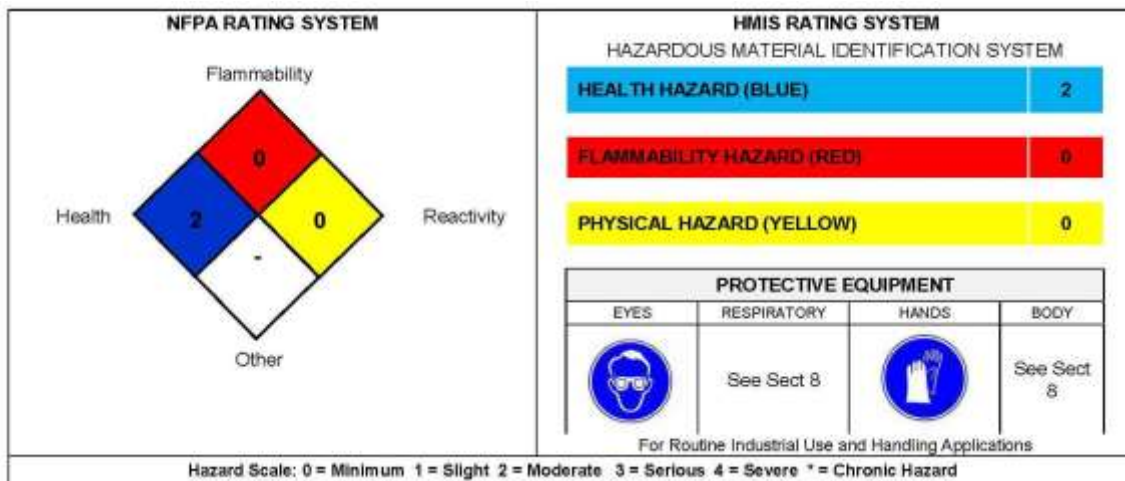 NFPA RATING SYSTEM
Flammability
0
Health
2
0
Reactivity
-
Other
HMIS RATING SYSTEM
HAZARDOUS MATERIAL IDENTIFICATION SYSTEM
HEALTH HAZARD (BLUE) 2
FLAMMABILITY HAZARD (RED) 0
PHYSICAL HAZARD (YELLOW) 0
PROTECTIVE EQUIPMENT
EYES RESPIRATORY HANDS BODY
See Sect 8
See Sect
8
For Routine Industrial Use and Handling Applications
Hazard Scale: 0 = Minimum 1 = Slight 2 = Moderate 3 = Serious 4 = Severe * = Chronic Hazard